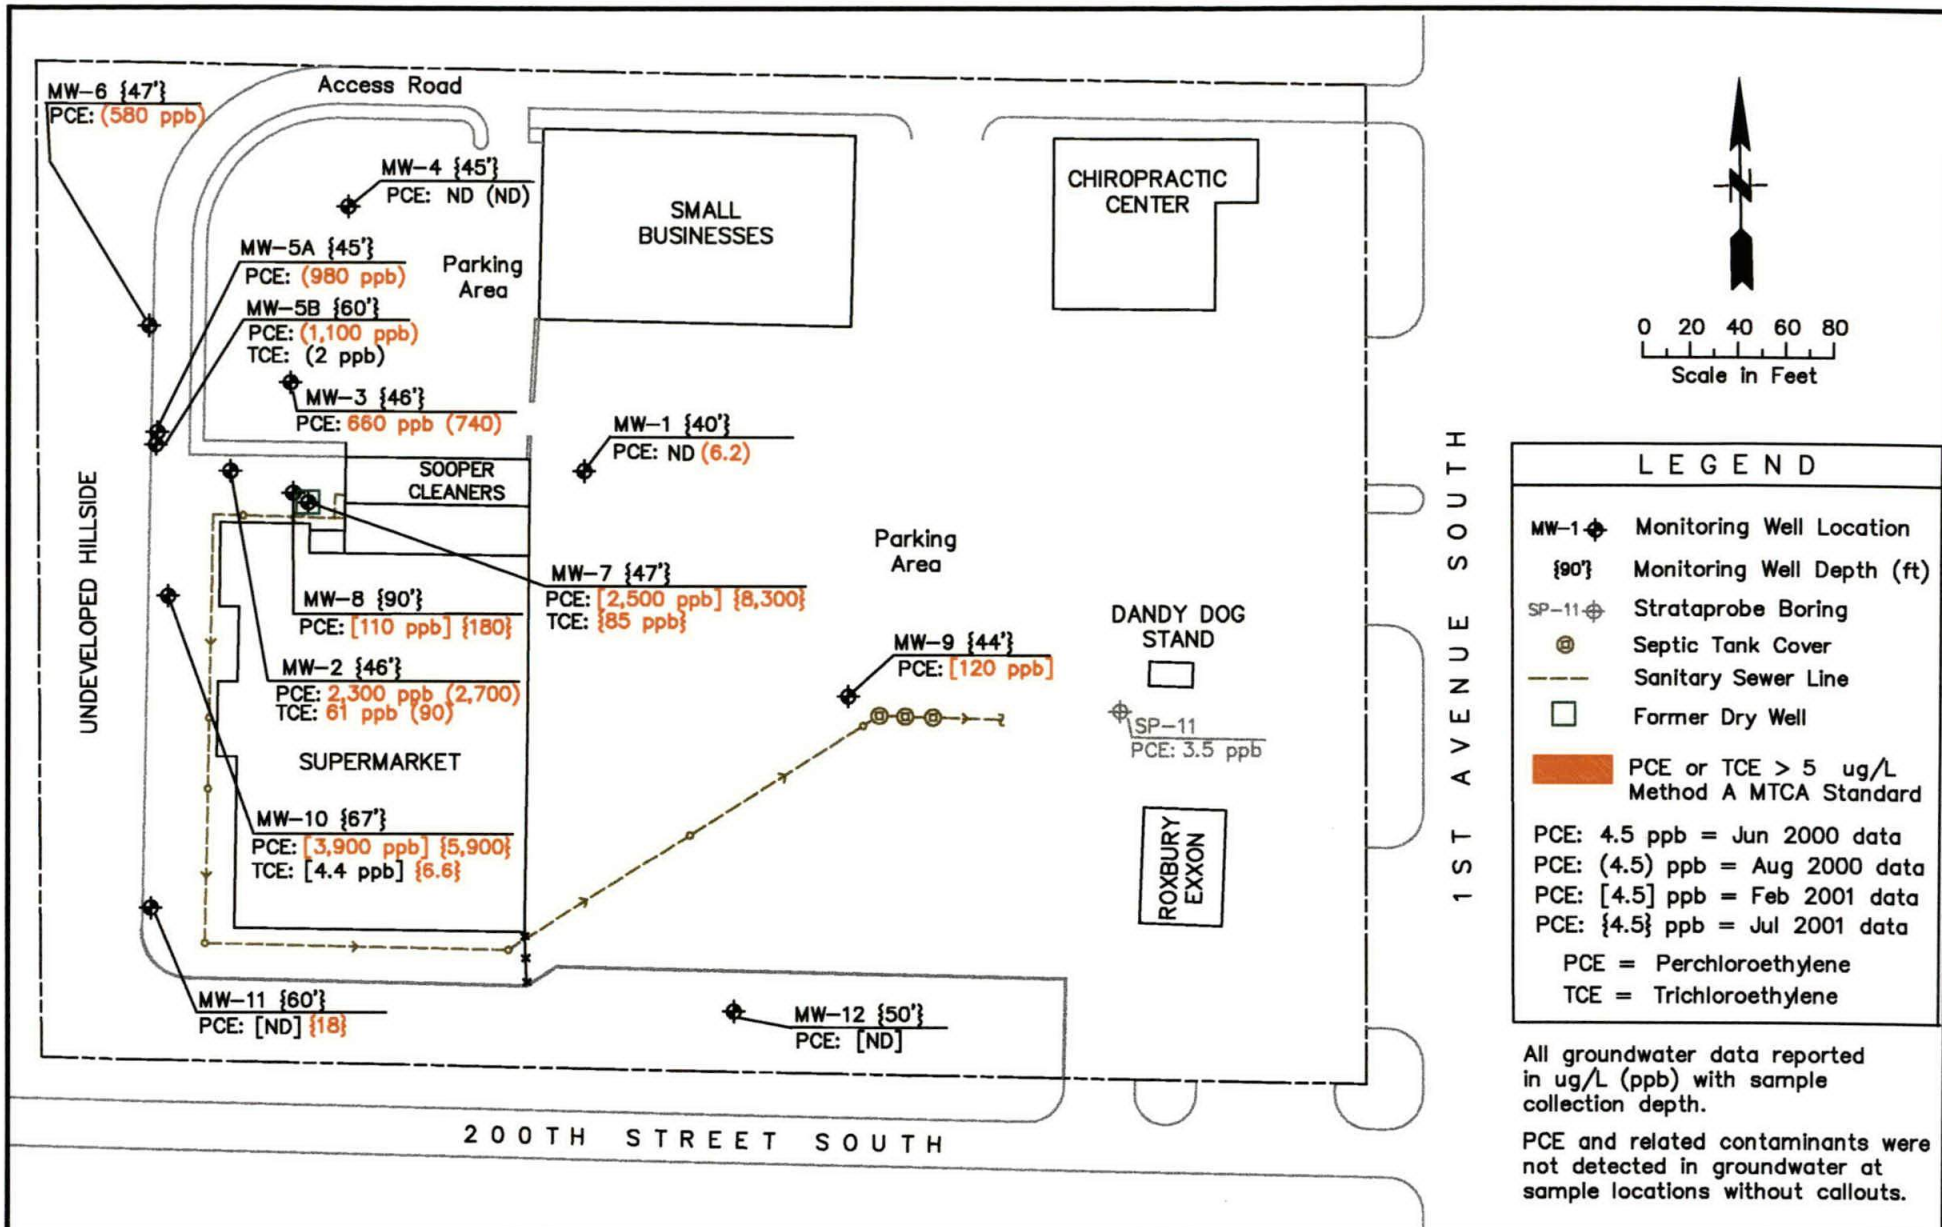 Access Road
MW-6 {47'}
PCE: (580 ppb)
MW-4 {45'}
PCE: ND (ND)
SMALL
BUSINESSES
CHIROPRACTIC
CENTER
MW-5A {45'}
PCE: (980 ppb)
Parking
Area
MW-5B {60'}
PCE: (1,100 ppb)
TCE: (2 ppb)
MW-3 {46'}
PCE: 660 ppb (740)
MW-1 {40'}
PCE: ND (6.2)
SOOPER
CLEANERS
UNDEVELOPED HILLSIDE
Parking
Area
MW-7 {47'}
PCE: [2,500 ppb] {8,300}
TCE: {85 ppb}
MW-8 {90'}
PCE: [110 ppb] {180}
DANDY DOG
STAND
MW-9 {44'}
PCE: [120 ppb]
MW-2 {46'}
PCE: 2,300 ppb (2,700)
TCE: 61 ppb (90)
SP-11
PCE: 3.5 ppb
SUPERMARKET
MW-10 {67'}
PCE: [3,900 ppb] {5,900}
TCE: [4.4 ppb] {6.6}
ROXBURY
EXXON
MW-11 {60'}
PCE: [ND] {18}
MW-12 {50'}
PCE: [ND]
200TH STREET SOUTH
1ST AVENUE SOUTH
N
0 20 40 60 80
Scale in Feet
LEGEND
MW-1 Monitoring Well Location
{90'} Monitoring Well Depth (ft)
SP-11 Strataprobe Boring
Septic Tank Cover
Sanitary Sewer Line
Former Dry Well
PCE or TCE > 5 ug/L
Method A MTCA Standard
PCE: 4.5 ppb = Jun 2000 data
PCE: (4.5) ppb = Aug 2000 data
PCE: [4.5] ppb = Feb 2001 data
PCE: {4.5} ppb = Jul 2001 data
PCE = Perchloroethylene
TCE = Trichloroethylene
All groundwater data reported
in ug/L (ppb) with sample
collection depth.
PCE and related contaminants were
not detected in groundwater at
sample locations without callouts.